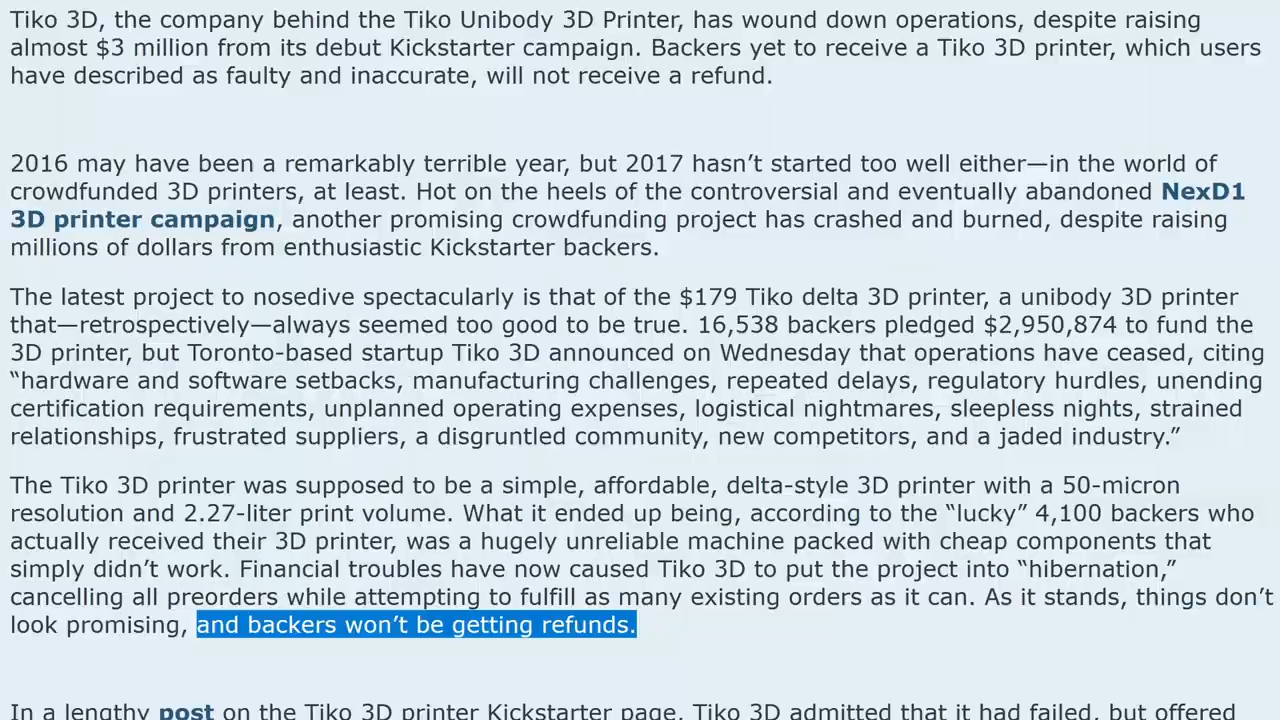 Tiko 3D, the company behind the Tiko Unibody 3D Printer, has wound down operations, despite raising
almost $3 million from its debut Kickstarter campaign. Backers yet to receive a Tiko 3D printer, which users
have described as faulty and inaccurate, will not receive a refund.
2016 may have been a remarkably terrible year, but 2017 hasn’t started too well either—in the world of
crowdfunded 3D printers, at least. Hot on the heels of the controversial and eventually abandoned NexD1
3D printer campaign, another promising crowdfunding project has crashed and burned, despite raising
millions of dollars from enthusiastic Kickstarter backers.
The latest project to nosedive spectacularly is that of the $179 Tiko delta 3D printer, a unibody 3D printer
that—retrospectively—always seemed too good to be true. 16,538 backers pledged $2,950,874 to fund the
3D printer, but Toronto-based startup Tiko 3D announced on Wednesday that operations have ceased, citing
“hardware and software setbacks, manufacturing challenges, repeated delays, regulatory hurdles, unending
certification requirements, unplanned operating expenses, logistical nightmares, sleepless nights, strained
relationships, frustrated suppliers, a disgruntled community, new competitors, and a jaded industry.”
The Tiko 3D printer was supposed to be a simple, affordable, delta-style 3D printer with a 50-micron
resolution and 2.27-liter print volume. What it ended up being, according to the “lucky” 4,100 backers who
actually received their 3D printer, was a hugely unreliable machine packed with cheap components that
simply didn’t work. Financial troubles have now caused Tiko 3D to put the project into “hibernation,”
cancelling all preorders while attempting to fulfill as many existing orders as it can. As it stands, things don’t
look promising, and backers won’t be getting refunds.
In a lengthy post on the Tiko 3D printer Kickstarter page, Tiko 3D admitted that it had failed, but offered